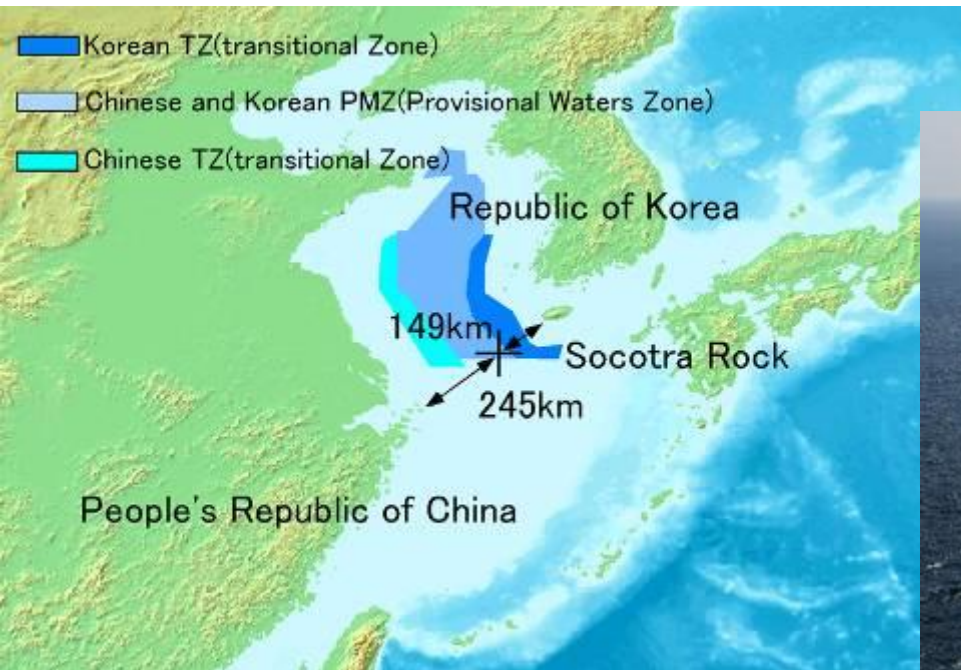 Korean TZ(transitional Zone)
Chinese and Korean PMZ(Provisional Waters Zone)
Chinese TZ(transitional Zone)
Republic of Korea
149km
Socotra Rock
245km
People's Republic of China